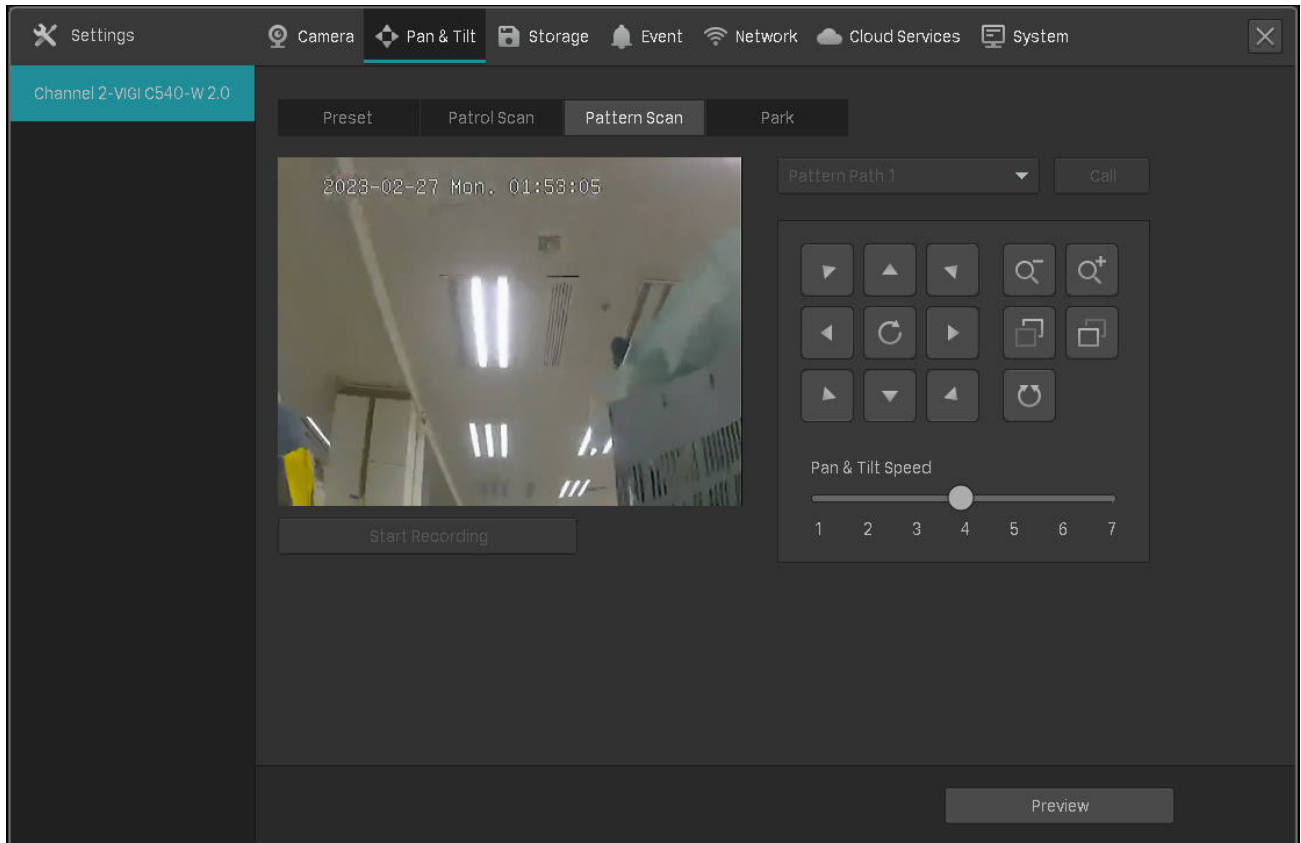 Settings
Camera Pan & Tilt Storage Event Network Cloud Services System
Channel 2-VIGI C540-W 2.0
Preset Patrol Scan Pattern Scan Park
2023-02-27 Mon. 01:53:05
Pattern Path 1 Call
Pan & Tilt Speed
1 2 3 4 5 6 7
Start Recording
Preview